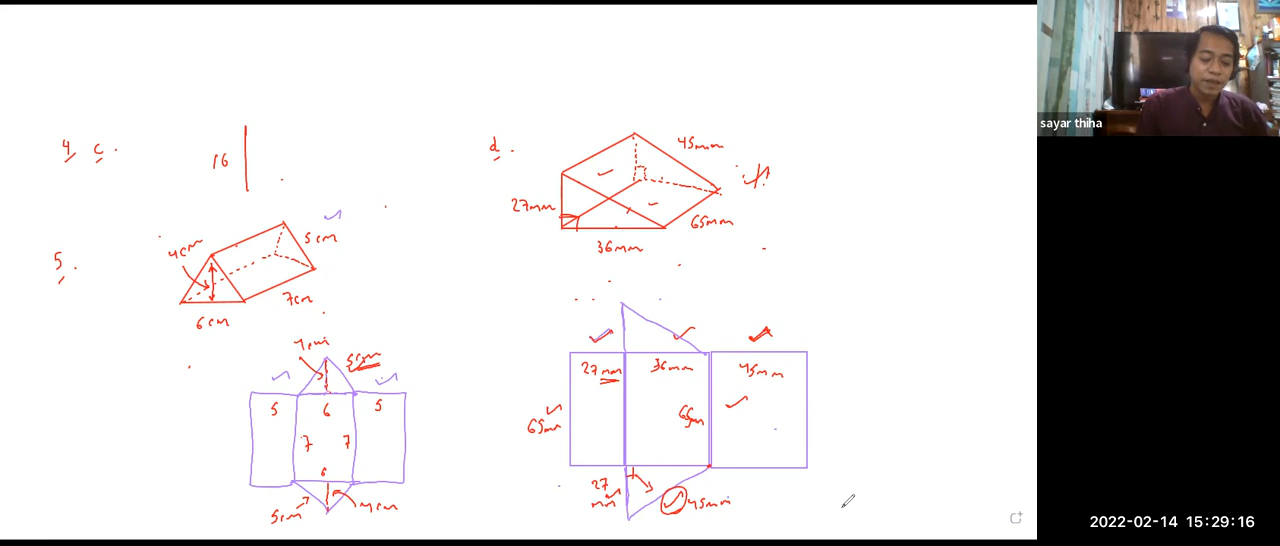 4 c.
16
5.
4cm
5cm
7cm
6cm
4cm
5cm
5 6 5
7 7
6
5cm
4cm
d.
45mm
27mm
65mm
36mm
27mm 36mm 45mm
65mm
65mm
27
mm
45mm
sayar thiha
2022-02-14 15:29:16